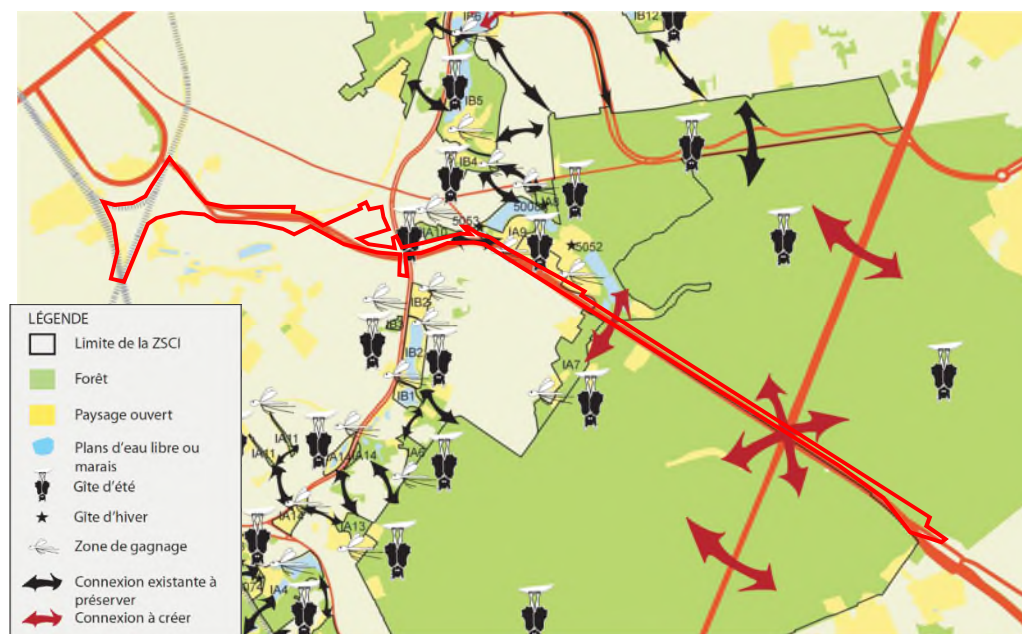 IB6
IB12
IB5
IB4
5053
IA10
IA9
5052
IB2
IB2
IB1
IA7
IA11
IA11
IA14
IA14
IA6
IA13
IA4
LÉGENDE
Limite de la ZSCI
Forêt
Paysage ouvert
Plans d'eau libre ou
marais
Gîte d'été
Gîte d'hiver
Zone de gagnage
Connexion existante à
préserver
Connexion à créer